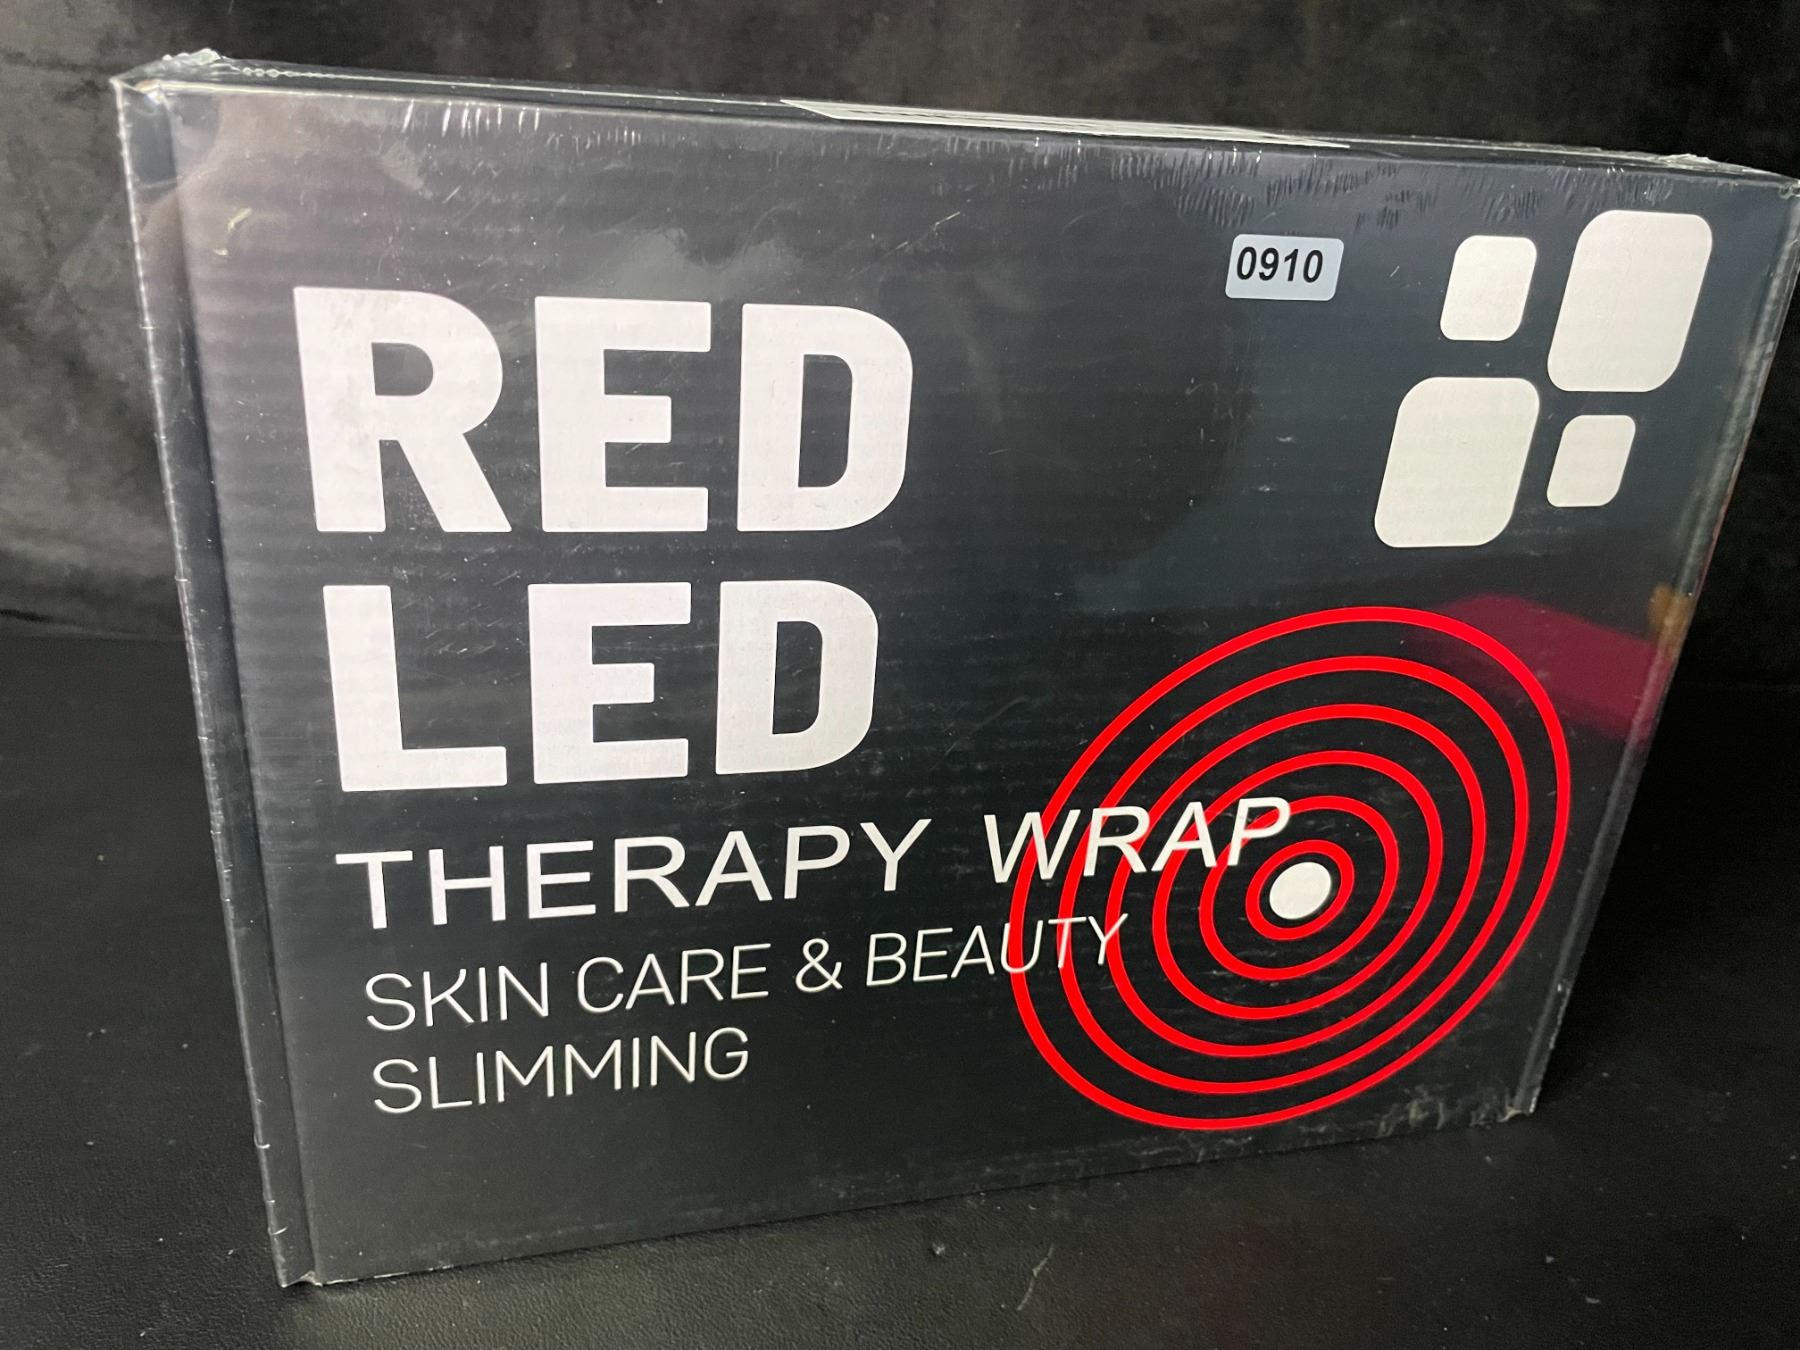 0910
RED
LED
THERAPY WRAP
SKIN CARE & BEAUTY
SLIMMING